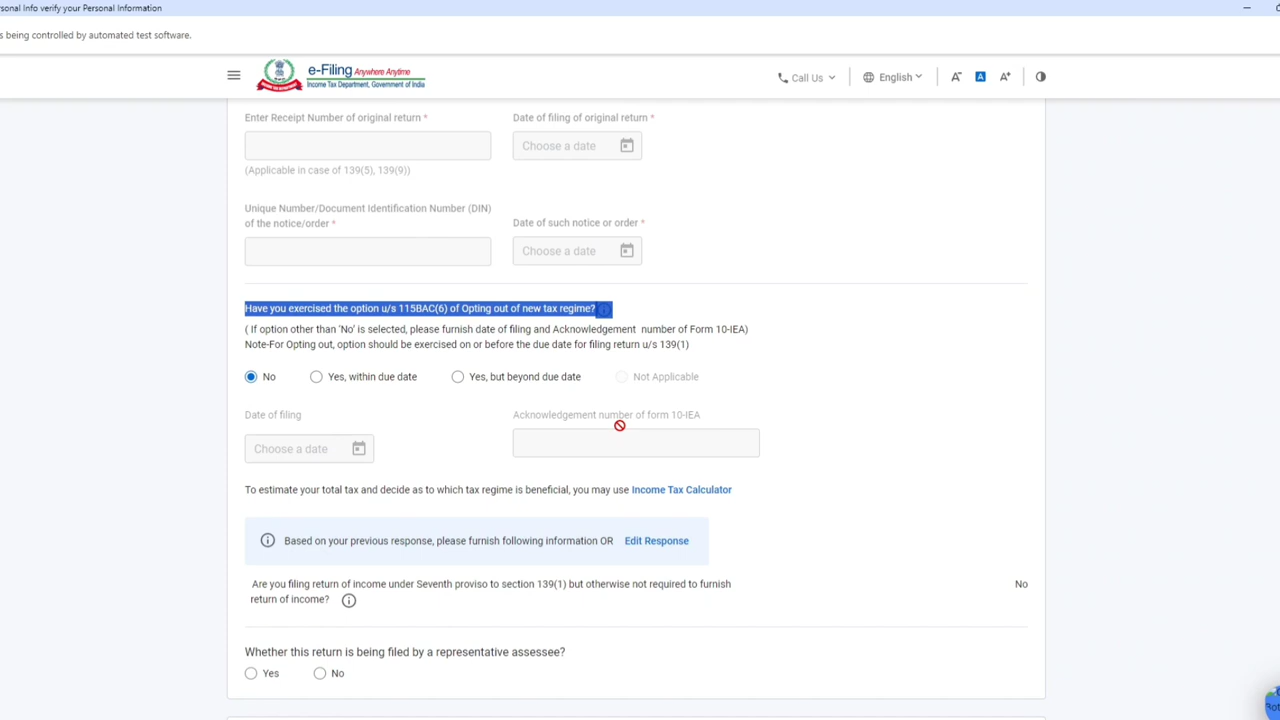 sonal Info verify your Personal Information
s being controlled by automated test software.
e-Filing Anywhere Anytime
Income Tax Department, Government of India
Call Us
English
A-
A
A+
Enter Receipt Number of original return *
Date of filing of original return *
Choose a date
(Applicable in case of 139(5), 139(9))
Unique Number/Document Identification Number (DIN)
of the notice/order *
Date of such notice or order *
Choose a date
Have you exercised the option u/s 115BAC(6) of Opting out of new tax regime?
( If option other than ‘No’ is selected, please furnish date of filing and Acknowledgement number of Form 10-IEA)
Note-For Opting out, option should be exercised on or before the due date for filing return u/s 139(1)
No
Yes, within due date
Yes, but beyond due date
Not Applicable
Date of filing
Acknowledgement number of form 10-IEA
Choose a date
To estimate your total tax and decide as to which tax regime is beneficial, you may use Income Tax Calculator
Based on your previous response, please furnish following information OR Edit Response
Are you filing return of income under Seventh proviso to section 139(1) but otherwise not required to furnish
return of income?
No
Whether this return is being filed by a representative assessee?
Yes
No